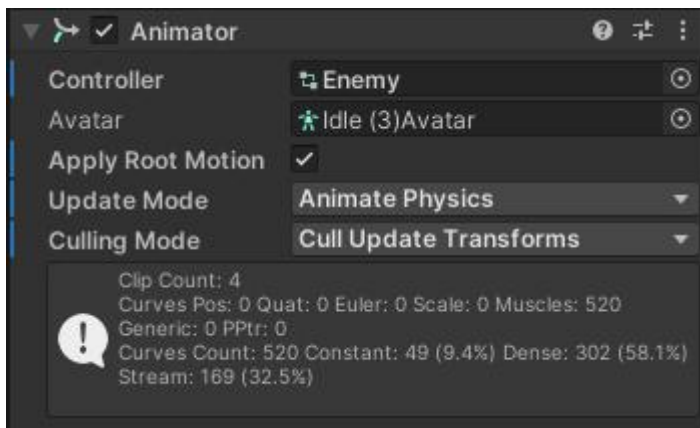 Animator
Controller Enemy
Avatar Idle (3)Avatar
Apply Root Motion
Update Mode Animate Physics
Culling Mode Cull Update Transforms
Clip Count: 4
Curves Pos: 0 Quat: 0 Euler: 0 Scale: 0 Muscles: 520
Generic: 0 PPtr: 0
Curves Count: 520 Constant: 49 (9.4%) Dense: 302 (58.1%)
Stream: 169 (32.5%)